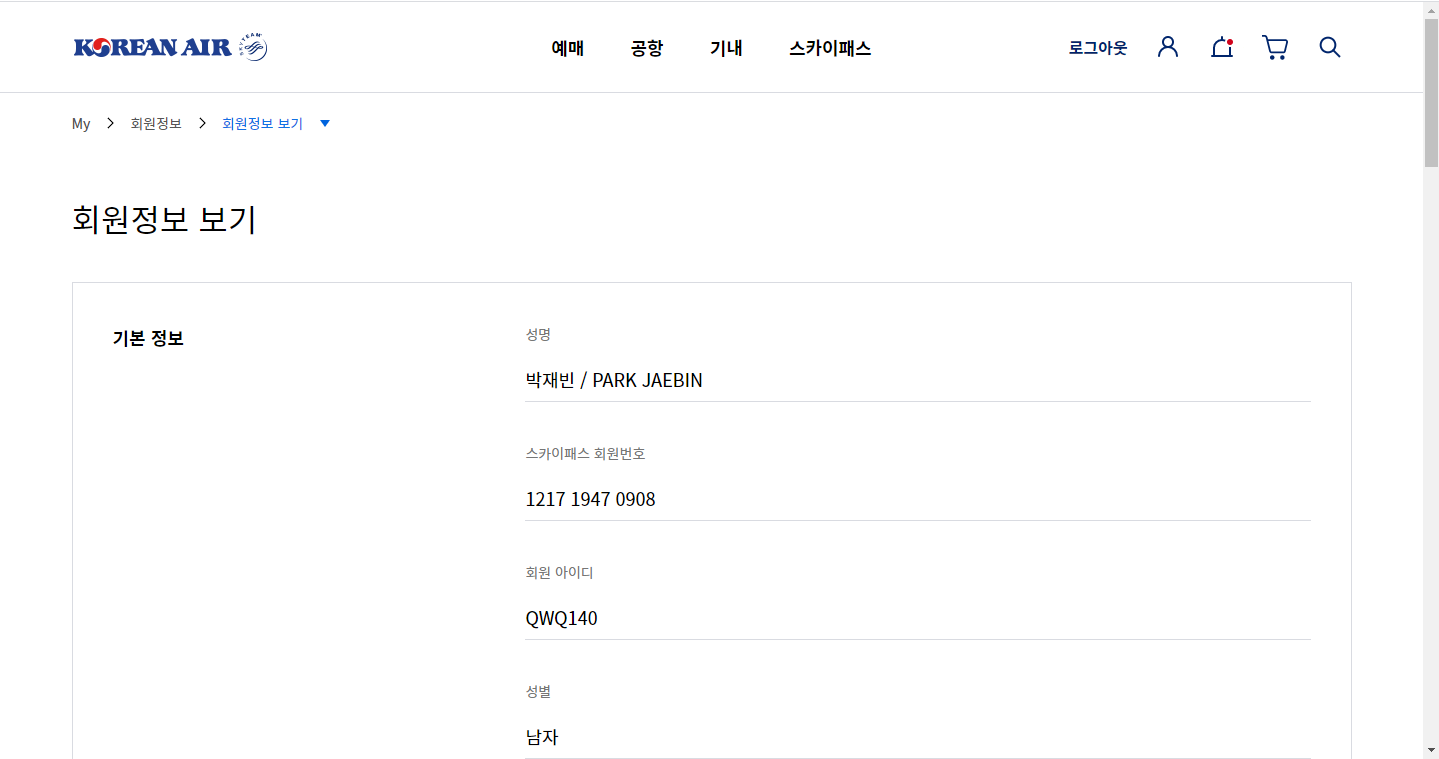 KOREAN AIR SKYTEAM 예매 공항 기내 스카이패스 로그아웃
My 회원정보 회원정보 보기
회원정보 보기
기본 정보
성명
박재빈 / PARK JAEBIN
스카이패스 회원번호
1217 1947 0908
회원 아이디
QWQ140
성별
남자